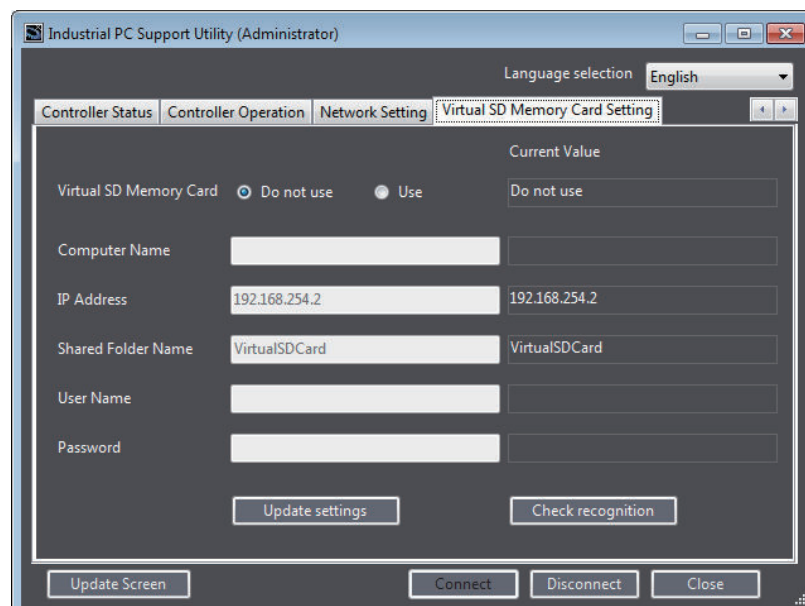 Industrial PC Support Utility (Administrator)
Language selection English
Controller Status Controller Operation Network Setting Virtual SD Memory Card Setting
Current Value
Virtual SD Memory Card Do not use Use Do not use
Computer Name
IP Address 192.168.254.2 192.168.254.2
Shared Folder Name VirtualSDCard VirtualSDCard
User Name
Password
Update settings Check recognition
Update Screen Connect Disconnect Close